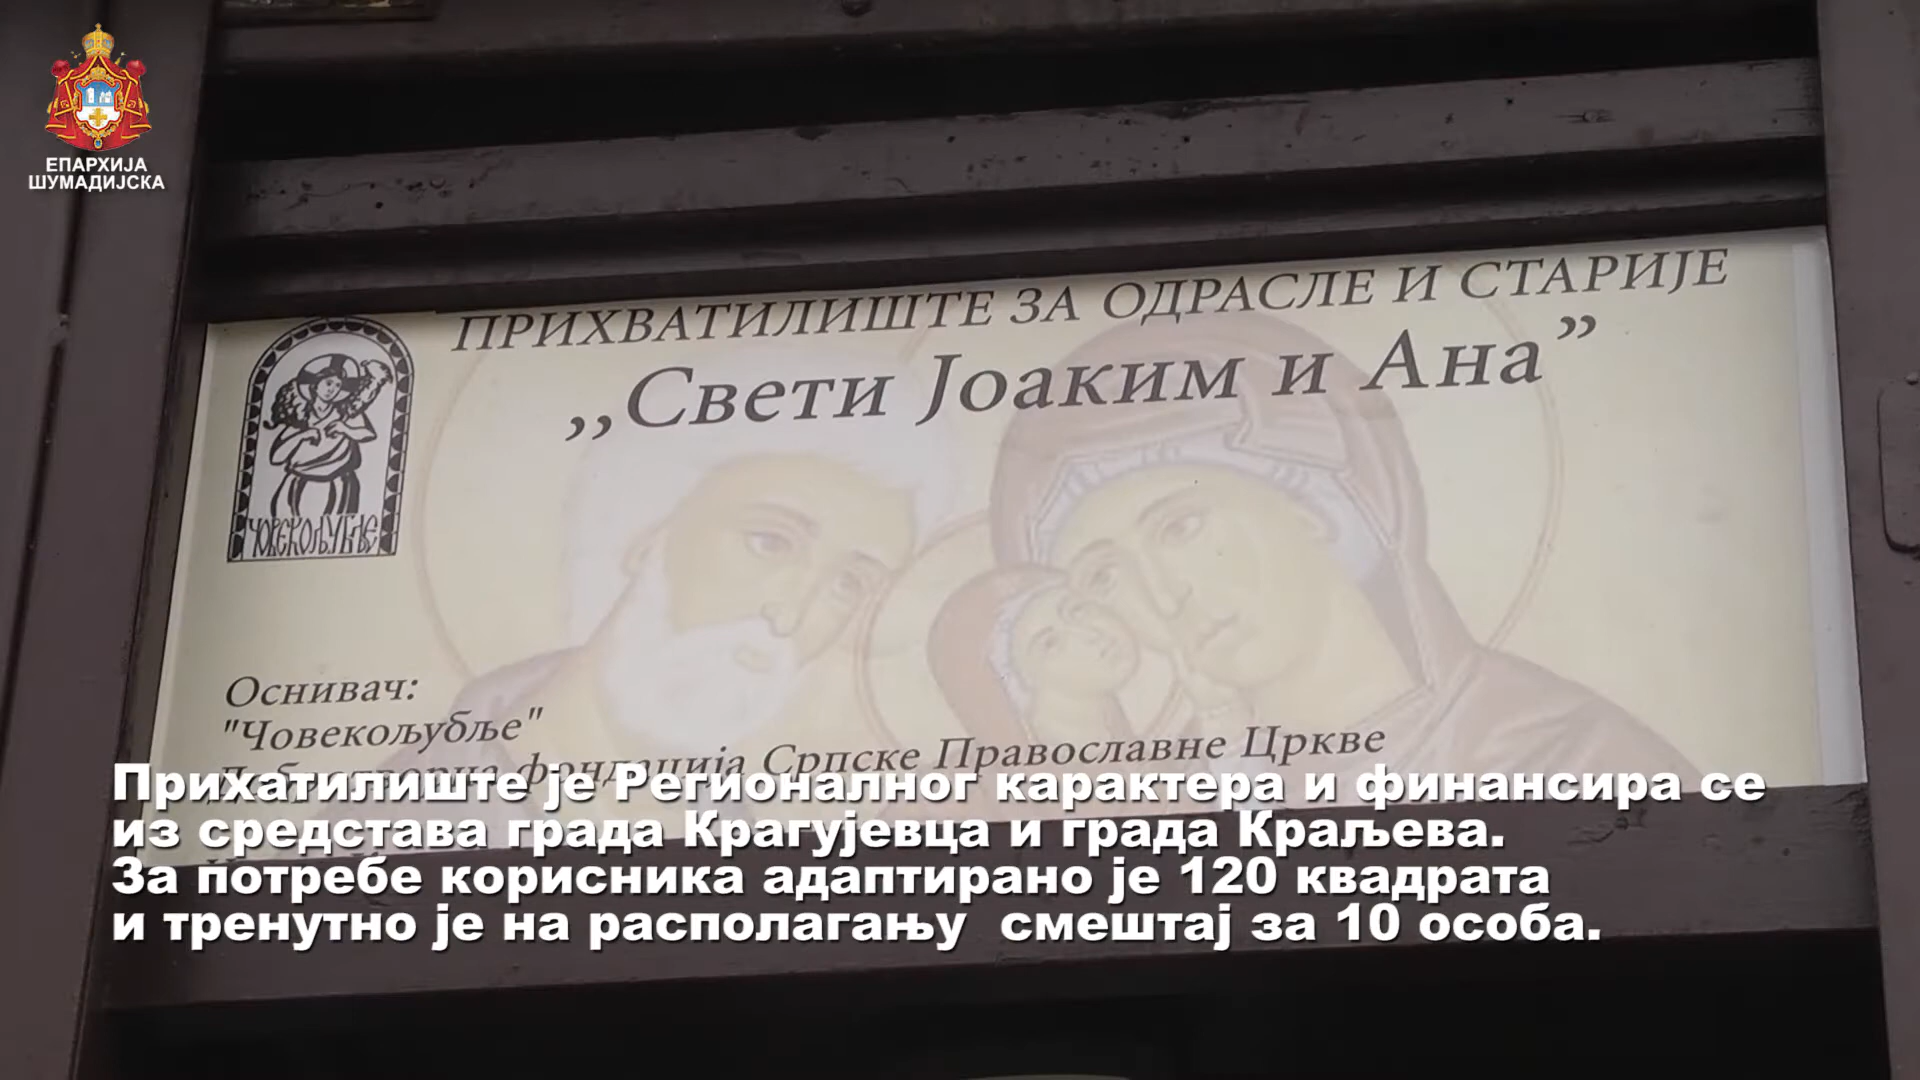 ЕПАРХИЈА
ШУМАДИЈСКА
ПРИХВАТИЛИШТЕ ЗА ОДРАСЛЕ И СТАРИЈЕ
,,Свети Јоаким и Ана”
ЧОВЕКОЉУБЉЕ
Оснивач:
"Човекољубље"
фондација Српске Православне Цркве
Прихатилиште је Регионалног карактера и финансира се
из средстава града Крагујевца и града Краљева.
За потребе корисника адаптирано је 120 квадрата
и тренутно је на располагању смештај за 10 особа.